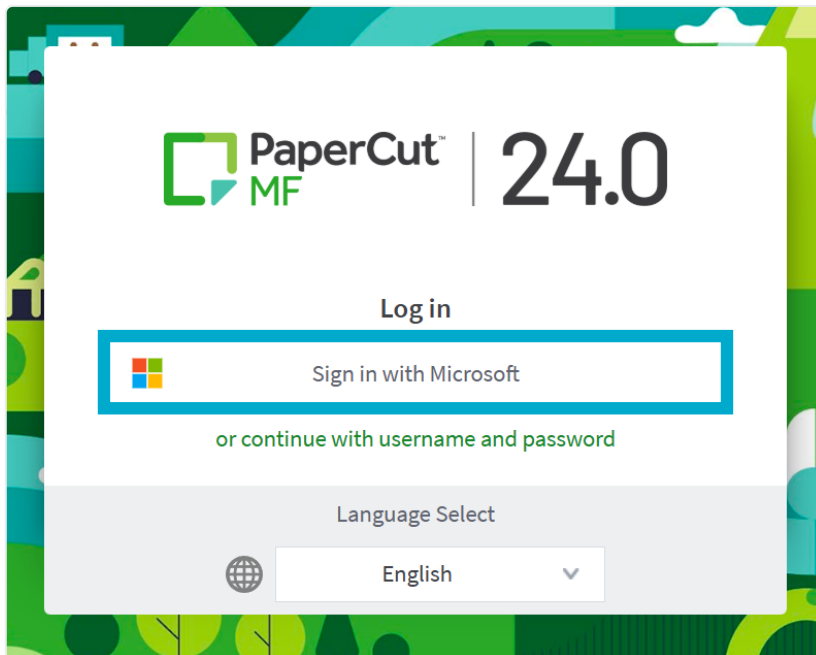 PaperCut™ | 24.0
MF
Log in
Sign in with Microsoft
or continue with username and password
Language Select
English